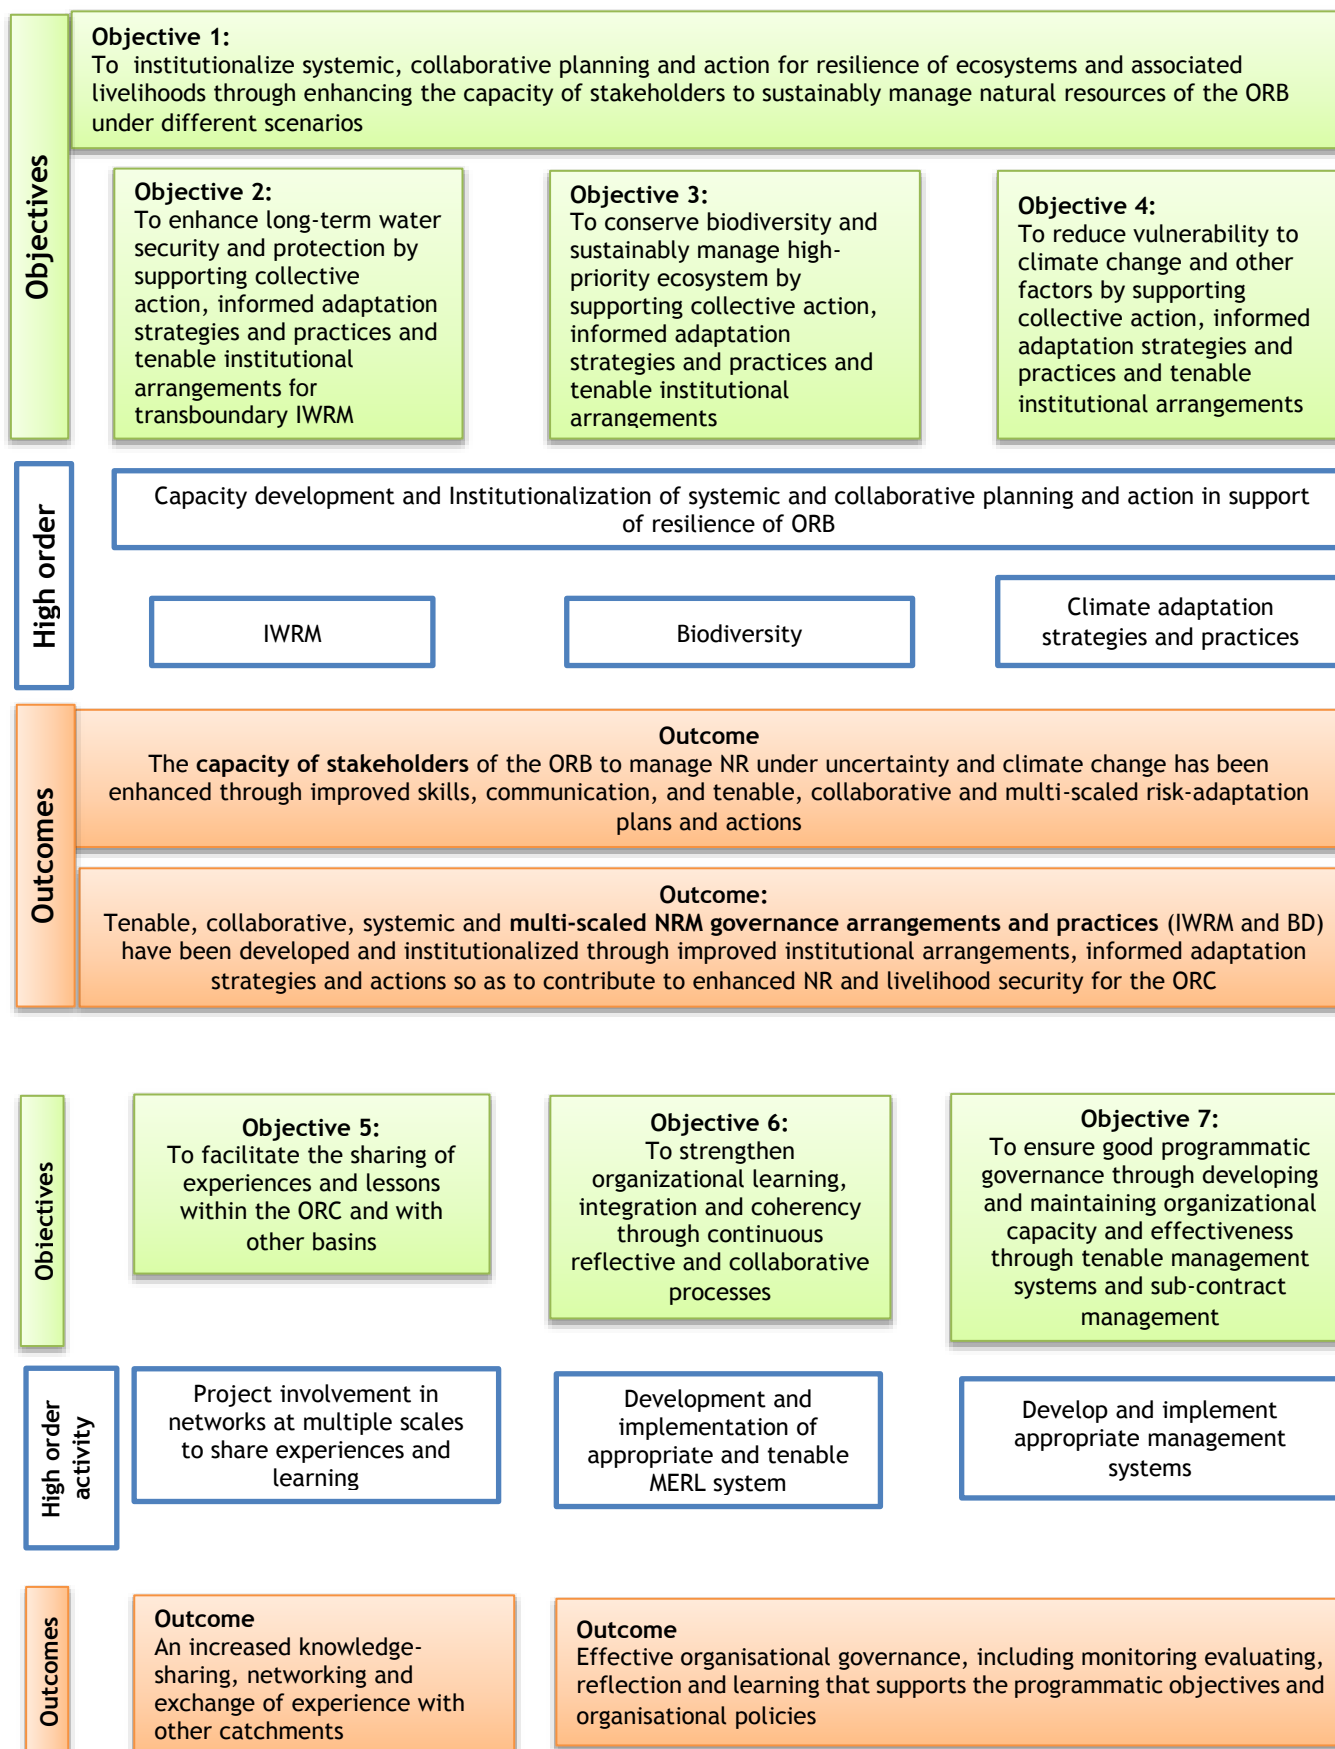 Objectives
Objective 1:
To institutionalize systemic, collaborative planning and action for resilience of ecosystems and associated
livelihoods through enhancing the capacity of stakeholders to sustainably manage natural resources of the ORB
under different scenarios
Objective 2:
To enhance long-term water
security and protection by
supporting collective
action, informed adaptation
strategies and practices and
tenable institutional
arrangements for
transboundary IWRM
Objective 3:
To conserve biodiversity and
sustainably manage high-
priority ecosystem by
supporting collective action,
informed adaptation
strategies and practices and
tenable institutional
arrangements
Objective 4:
To reduce vulnerability to
climate change and other
factors by supporting
collective action, informed
adaptation strategies and
practices and tenable
institutional arrangements
High order
Capacity development and Institutionalization of systemic and collaborative planning and action in support
of resilience of ORB
IWRM
Biodiversity
Climate adaptation
strategies and practices
Outcomes
Outcome
The capacity of stakeholders of the ORB to manage NR under uncertainty and climate change has been
enhanced through improved skills, communication, and tenable, collaborative and multi-scaled risk-adaptation
plans and actions
Outcome:
Tenable, collaborative, systemic and multi-scaled NRM governance arrangements and practices (IWRM and BD)
have been developed and institutionalized through improved institutional arrangements, informed adaptation
strategies and actions so as to contribute to enhanced NR and livelihood security for the ORC
Objectives
Objective 5:
To facilitate the sharing of
experiences and lessons
within the ORC and with
other basins
Objective 6:
To strengthen
organizational learning,
integration and coherency
through continuous
reflective and collaborative
processes
Objective 7:
To ensure good programmatic
governance through developing
and maintaining organizational
capacity and effectiveness
through tenable management
systems and sub-contract
management
High order
activity
Project involvement in
networks at multiple scales
to share experiences and
learning
Development and
implementation of
appropriate and tenable
MERL system
Develop and implement
appropriate management
systems
Outcomes
Outcome
An increased knowledge-
sharing, networking and
exchange of experience with
other catchments
Outcome
Effective organisational governance, including monitoring evaluating,
reflection and learning that supports the programmatic objectives and
organisational policies